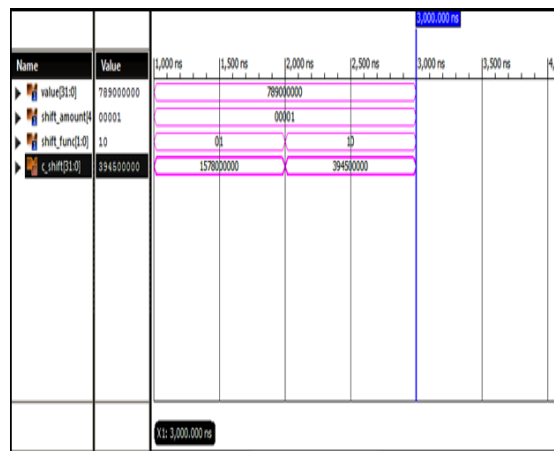 3,000.000 ns
Name Value |1,000 ns |1,500 ns |2,000 ns |2,500 ns |3,000 ns |3,500 ns |4,
value[31:0] 789000000 789000000
shift_amount[4 00001 00001
shift_func[1:0] 10 01 10
c_shift[31:0] 394500000 1578000000 394500000
X1: 3,000.000 ns